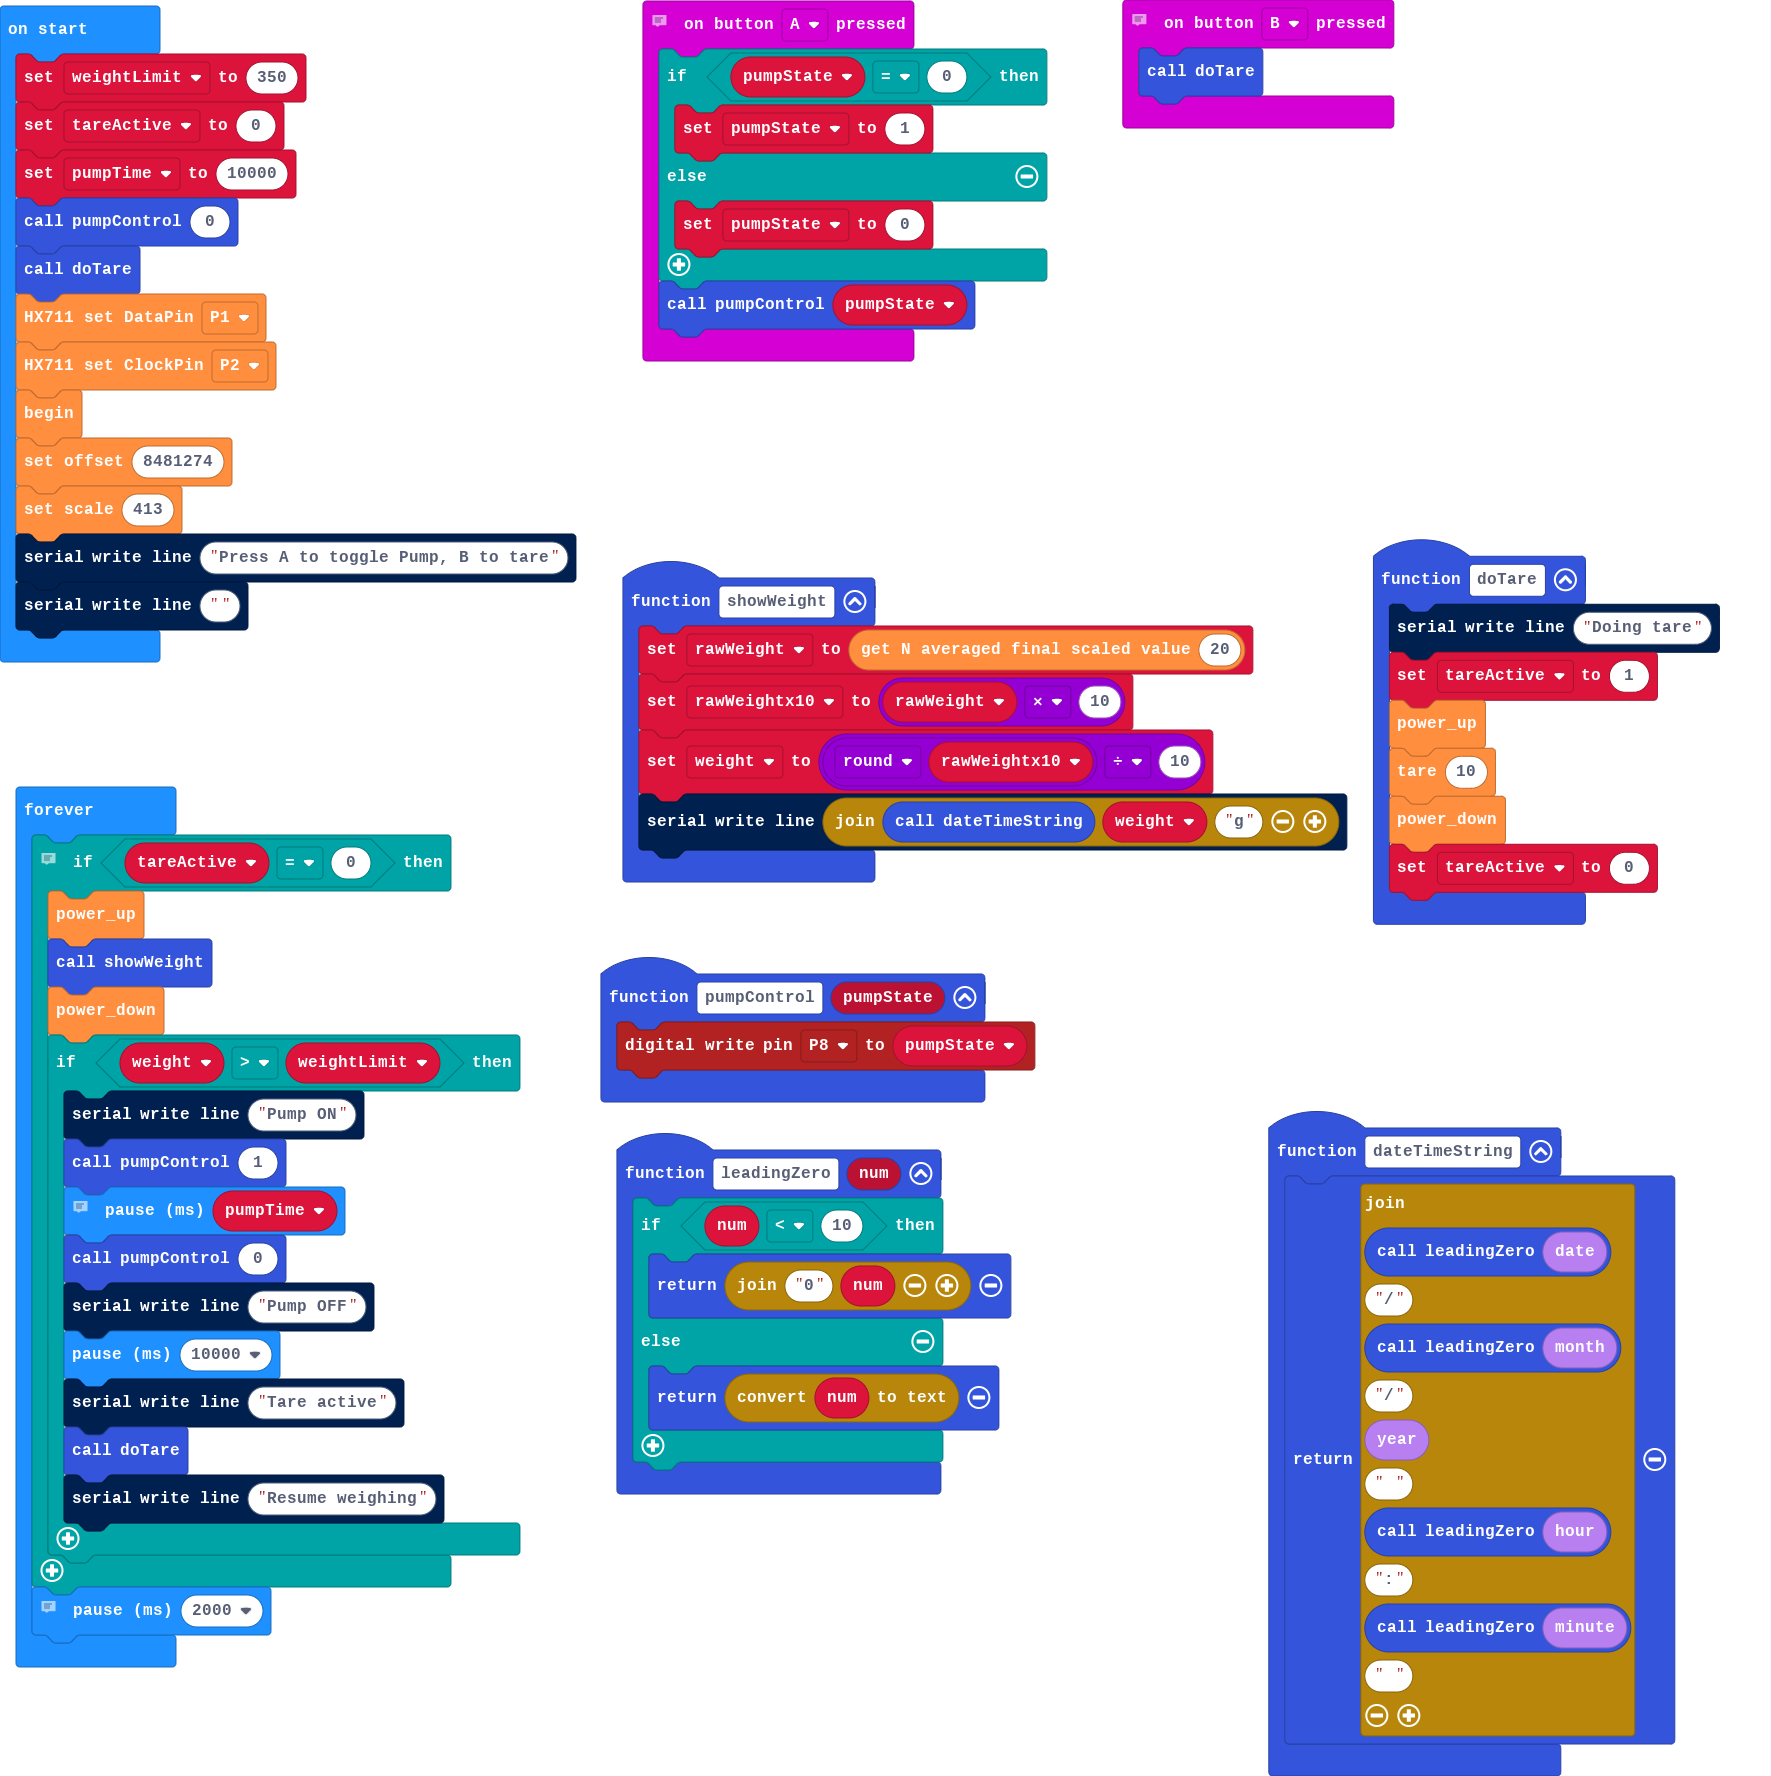 on start
set weightLimit to 350
set tareActive to 0
set pumpTime to 10000
call pumpControl 0
call doTare
HX711 set DataPin P1
HX711 set ClockPin P2
begin
set offset 8481274
set scale 413
serial write line "Press A to toggle Pump, B to tare"
serial write line ""
on button A pressed
if pumpState = 0 then
set pumpState to 1
else
set pumpState to 0
call pumpControl pumpState
on button B pressed
call doTare
function showWeight
set rawWeight to get N averaged final scaled value 20
set rawWeightx10 to rawWeight × 10
set weight to round rawWeightx10 ÷ 10
serial write line join call dateTimeString weight "g"
function doTare
serial write line "Doing tare"
set tareActive to 1
power_up
tare 10
power_down
set tareActive to 0
forever
if tareActive = 0 then
power_up
call showWeight
power_down
if weight > weightLimit then
serial write line "Pump ON"
call pumpControl 1
pause (ms) pumpTime
call pumpControl 0
serial write line "Pump OFF"
pause (ms) 10000
serial write line "Tare active"
call doTare
serial write line "Resume weighing"
pause (ms) 2000
function pumpControl pumpState
digital write pin P8 to pumpState
function leadingZero num
if num < 10 then
return join "0" num
else
return convert num to text
function dateTimeString
return join
call leadingZero date
"/"
call leadingZero month
"/"
year
" "
call leadingZero hour
":"
call leadingZero minute
" "